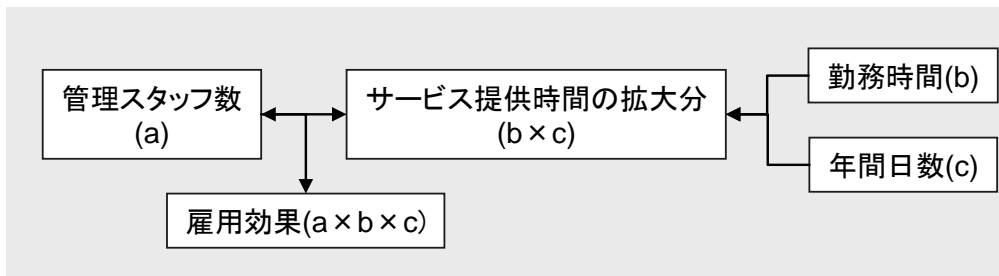 管理スタッフ数
(a)
サービス提供時間の拡大分
(b×c)
勤務時間(b)
年間日数(c)
雇用効果(a×b×c)